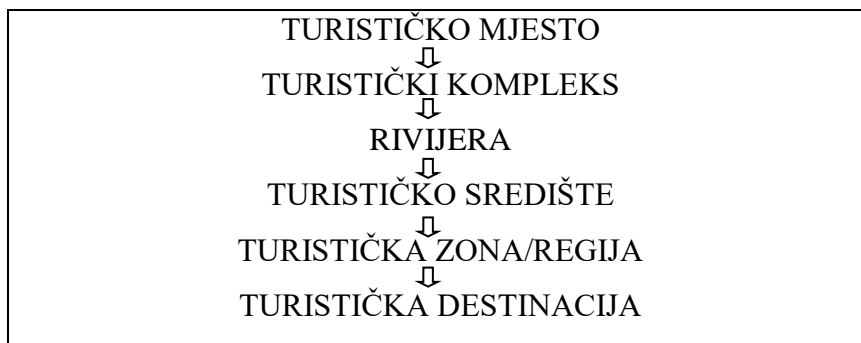 TURISTIČKO MJESTO
TURISTIČKI KOMPLEKS
RIVIJERA
TURISTIČKO SREDIŠTE
TURISTIČKA ZONA/REGIJA
TURISTIČKA DESTINACIJA